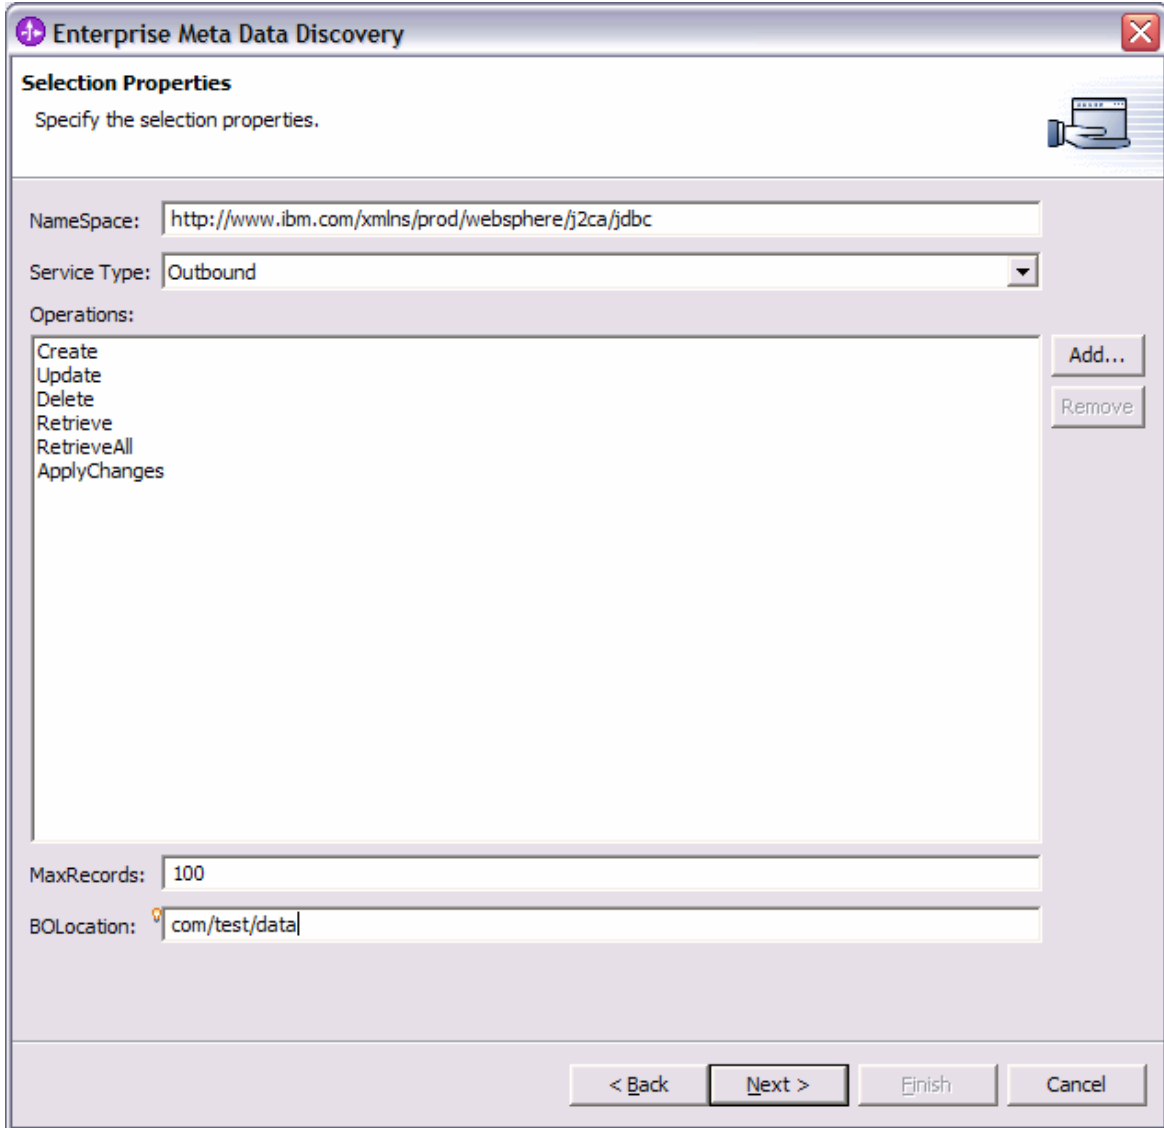 Enterprise Meta Data Discovery
Selection Properties
Specify the selection properties.
NameSpace: http://www.ibm.com/xmlns/prod/websphere/j2ca/jdbc
Service Type: Outbound
Operations:
Create
Update
Delete
Retrieve
RetrieveAll
ApplyChanges
Add...
Remove
MaxRecords: 100
BOLocation: com/test/data
< Back Next > Finish Cancel